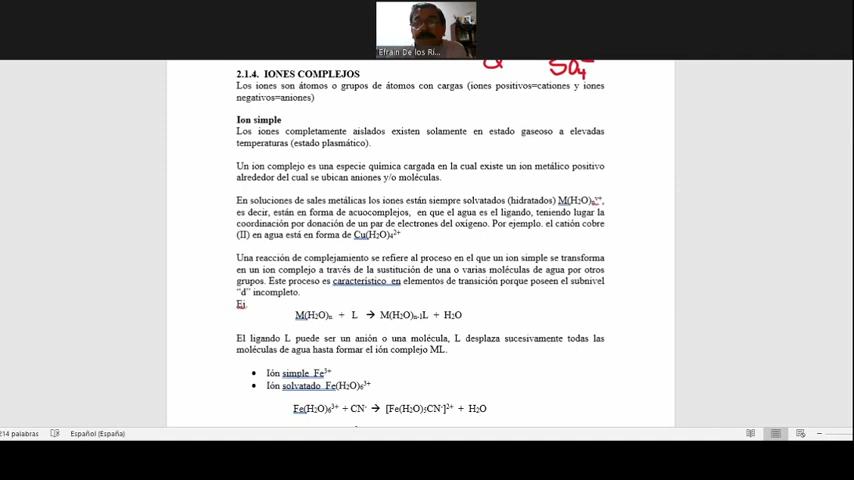 Efraín De los Rí...
SO₄⁼
2.1.4. IONES COMPLEJOS
Los iones son átomos o grupos de átomos con cargas (iones positivos=cationes y iones
negativos=aniones)
Ion simple
Los iones completamente aislados existen solamente en estado gaseoso a elevadas
temperaturas (estado plasmático).
Un ion complejo es una especie química cargada en la cual existe un ion metálico positivo
alrededor del cual se ubican aniones y/o moléculas.
En soluciones de sales metálicas los iones están siempre solvatados (hidratados) M(H2O)ₙʸ⁺,
es decir, están en forma de acuocomplejos, en que el agua es el ligando, teniendo lugar la
coordinación por donación de un par de electrones del oxígeno. Por ejemplo. el catión cobre
(II) en agua está en forma de Cu(H2O)₄²⁺
Una reacción de complejamiento se refiere al proceso en el que un ion simple se transforma
en un ion complejo a través de la sustitución de una o varias moléculas de agua por otros
grupos. Este proceso es característico en elementos de transición porque poseen el subnivel
“d” incompleto.
Ej.
M(H2O)ₙ + L → M(H2O)ₙ₋₁L + H2O
El ligando L puede ser un anión o una molécula, L desplaza sucesivamente todas las
moléculas de agua hasta formar el ión complejo ML.
• Ión simple Fe³⁺
• Ión solvatado Fe(H2O)₆³⁺
Fe(H2O)₆³⁺ + CN⁻ → [Fe(H2O)₅CN⁻]²⁺ + H2O
214 palabras Español (España)